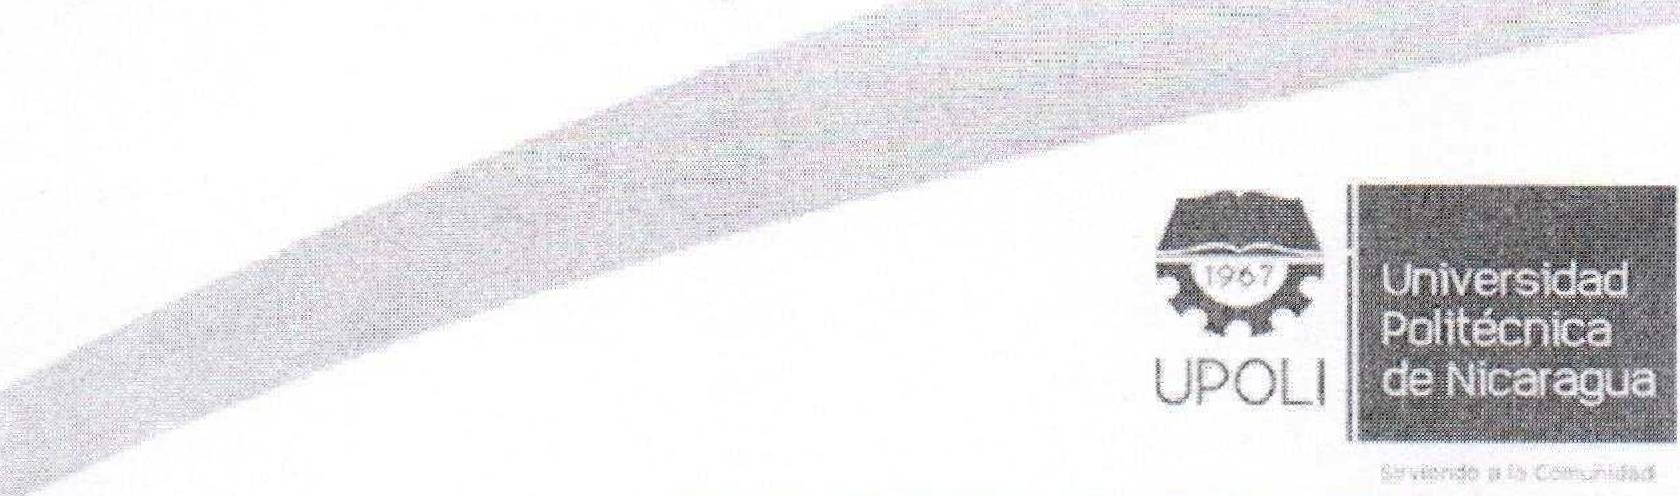 1967
UPOLI
Universidad
Politécnica
de Nicaragua
Sirviendo a la Comunidad